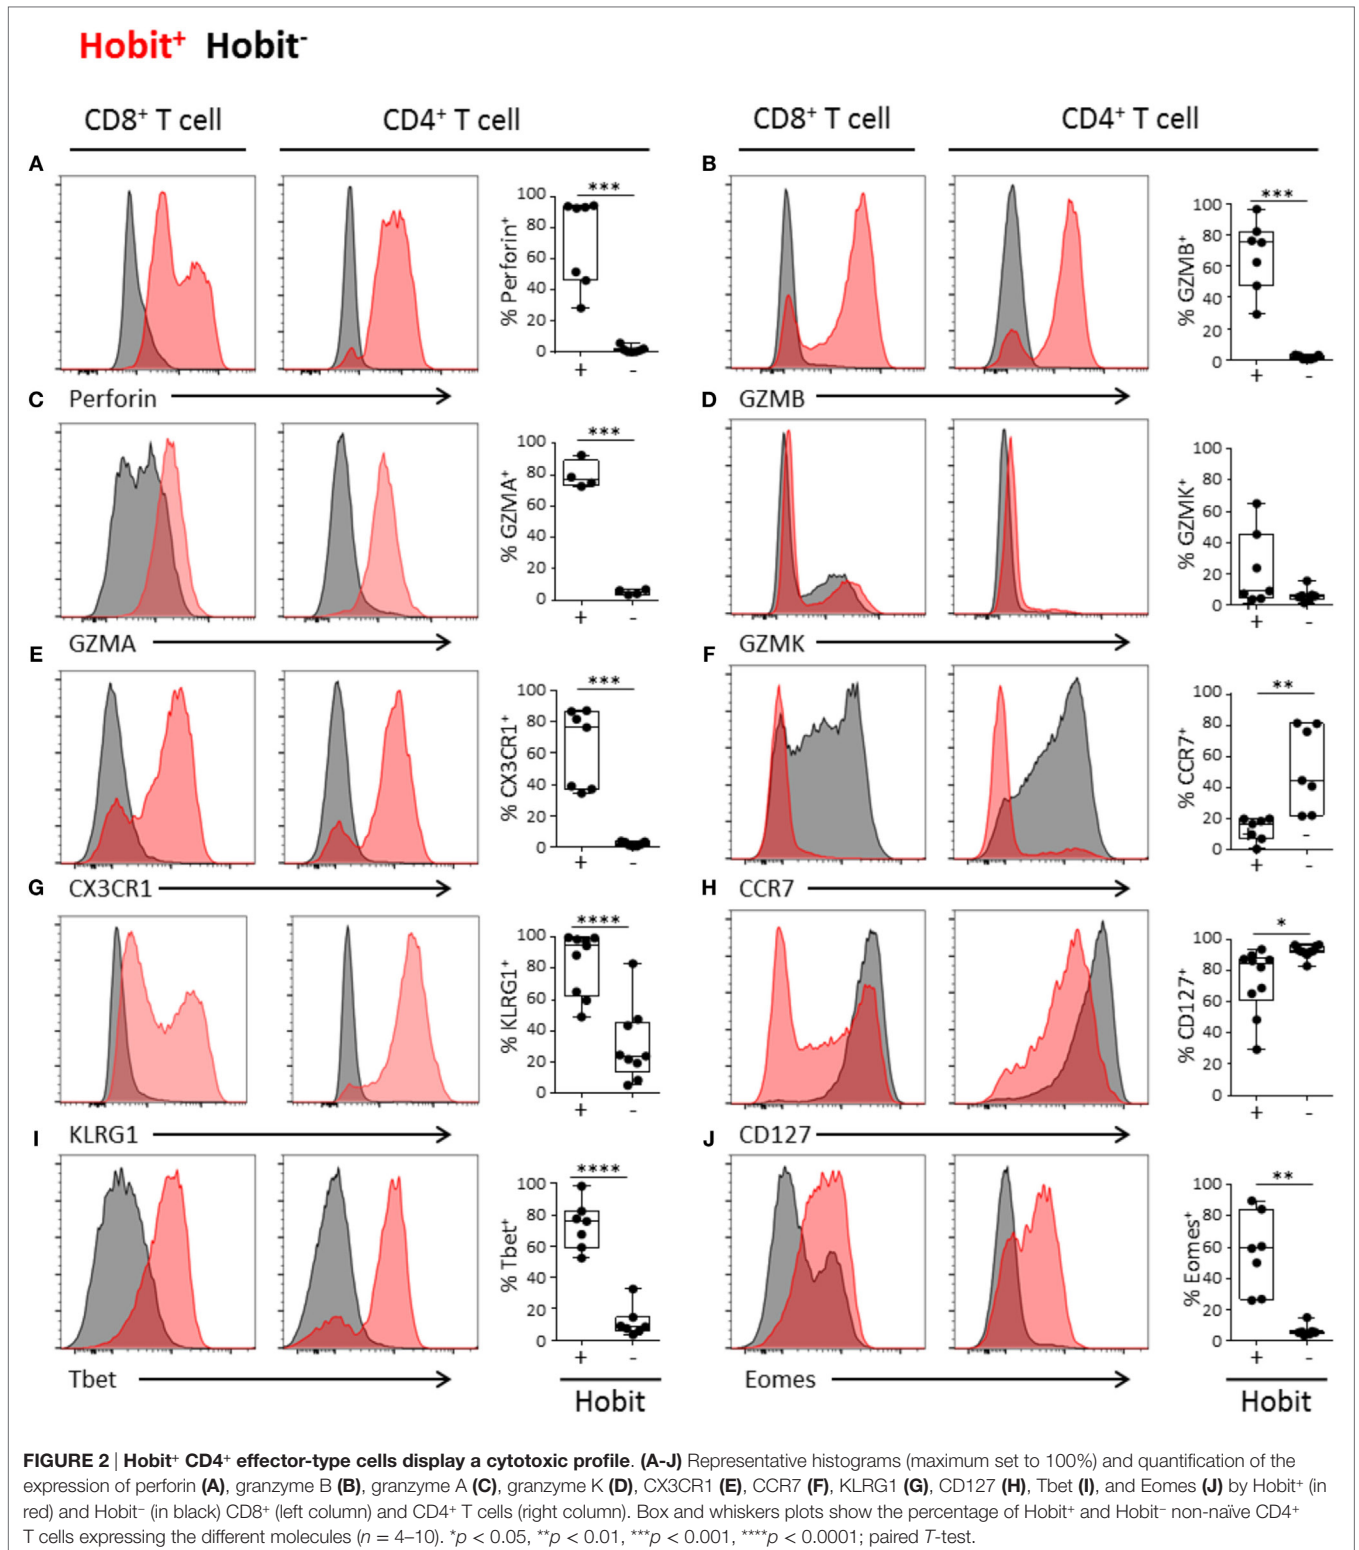 Hobit⁺ Hobit⁻
CD8⁺ T cell CD4⁺ T cell CD8⁺ T cell CD4⁺ T cell
A
% Perforin⁺
100
80
60
40
20
0
***
+ -
Perforin
B
% GZMB⁺
100
80
60
40
20
0
***
+ -
GZMB
C
% GZMA⁺
100
80
60
40
20
0
***
+ -
GZMA
D
% GZMK⁺
100
80
60
40
20
0
+ -
GZMK
E
% CX3CR1⁺
100
80
60
40
20
0
***
+ -
CX3CR1
F
% CCR7⁺
100
80
60
40
20
0
**
+ -
CCR7
G
% KLRG1⁺
100
80
60
40
20
0
****
+ -
KLRG1
H
% CD127⁺
100
80
60
40
20
0
*
+ -
CD127
I
% Tbet⁺
100
80
60
40
20
0
****
+ -
Tbet
Hobit
J
% Eomes⁺
100
80
60
40
20
0
**
+ -
Eomes
Hobit
FIGURE 2 | Hobit⁺ CD4⁺ effector-type cells display a cytotoxic profile. (A-J) Representative histograms (maximum set to 100%) and quantification of the
expression of perforin (A), granzyme B (B), granzyme A (C), granzyme K (D), CX3CR1 (E), CCR7 (F), KLRG1 (G), CD127 (H), Tbet (I), and Eomes (J) by Hobit⁺ (in
red) and Hobit⁻ (in black) CD8⁺ (left column) and CD4⁺ T cells (right column). Box and whiskers plots show the percentage of Hobit⁺ and Hobit⁻ non-naïve CD4⁺
T cells expressing the different molecules (n = 4–10). *p < 0.05, **p < 0.01, ***p < 0.001, ****p < 0.0001; paired T-test.